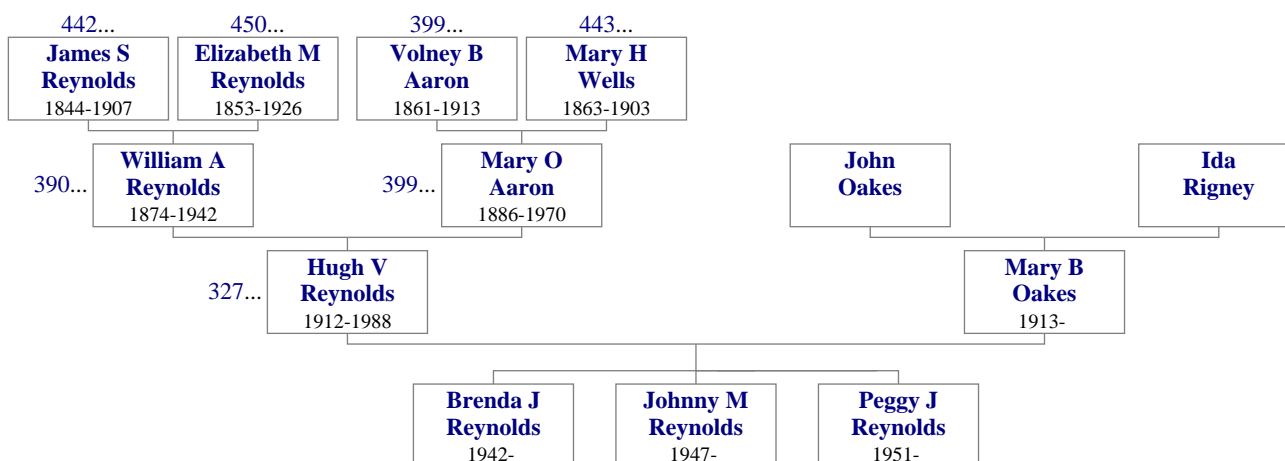 442... 450... 399... 443...
James S Elizabeth M Volney B Mary H
Reynolds Reynolds Aaron Wells
1844-1907 1853-1926 1861-1913 1863-1903
William A Mary O John Ida
390... Reynolds 399... Aaron Oakes Rigney
1874-1942 1886-1970
Hugh V Mary B
327... Reynolds Oakes
1912-1988 1913-
Brenda J Johnny M Peggy J
Reynolds Reynolds Reynolds
1942- 1947- 1951-